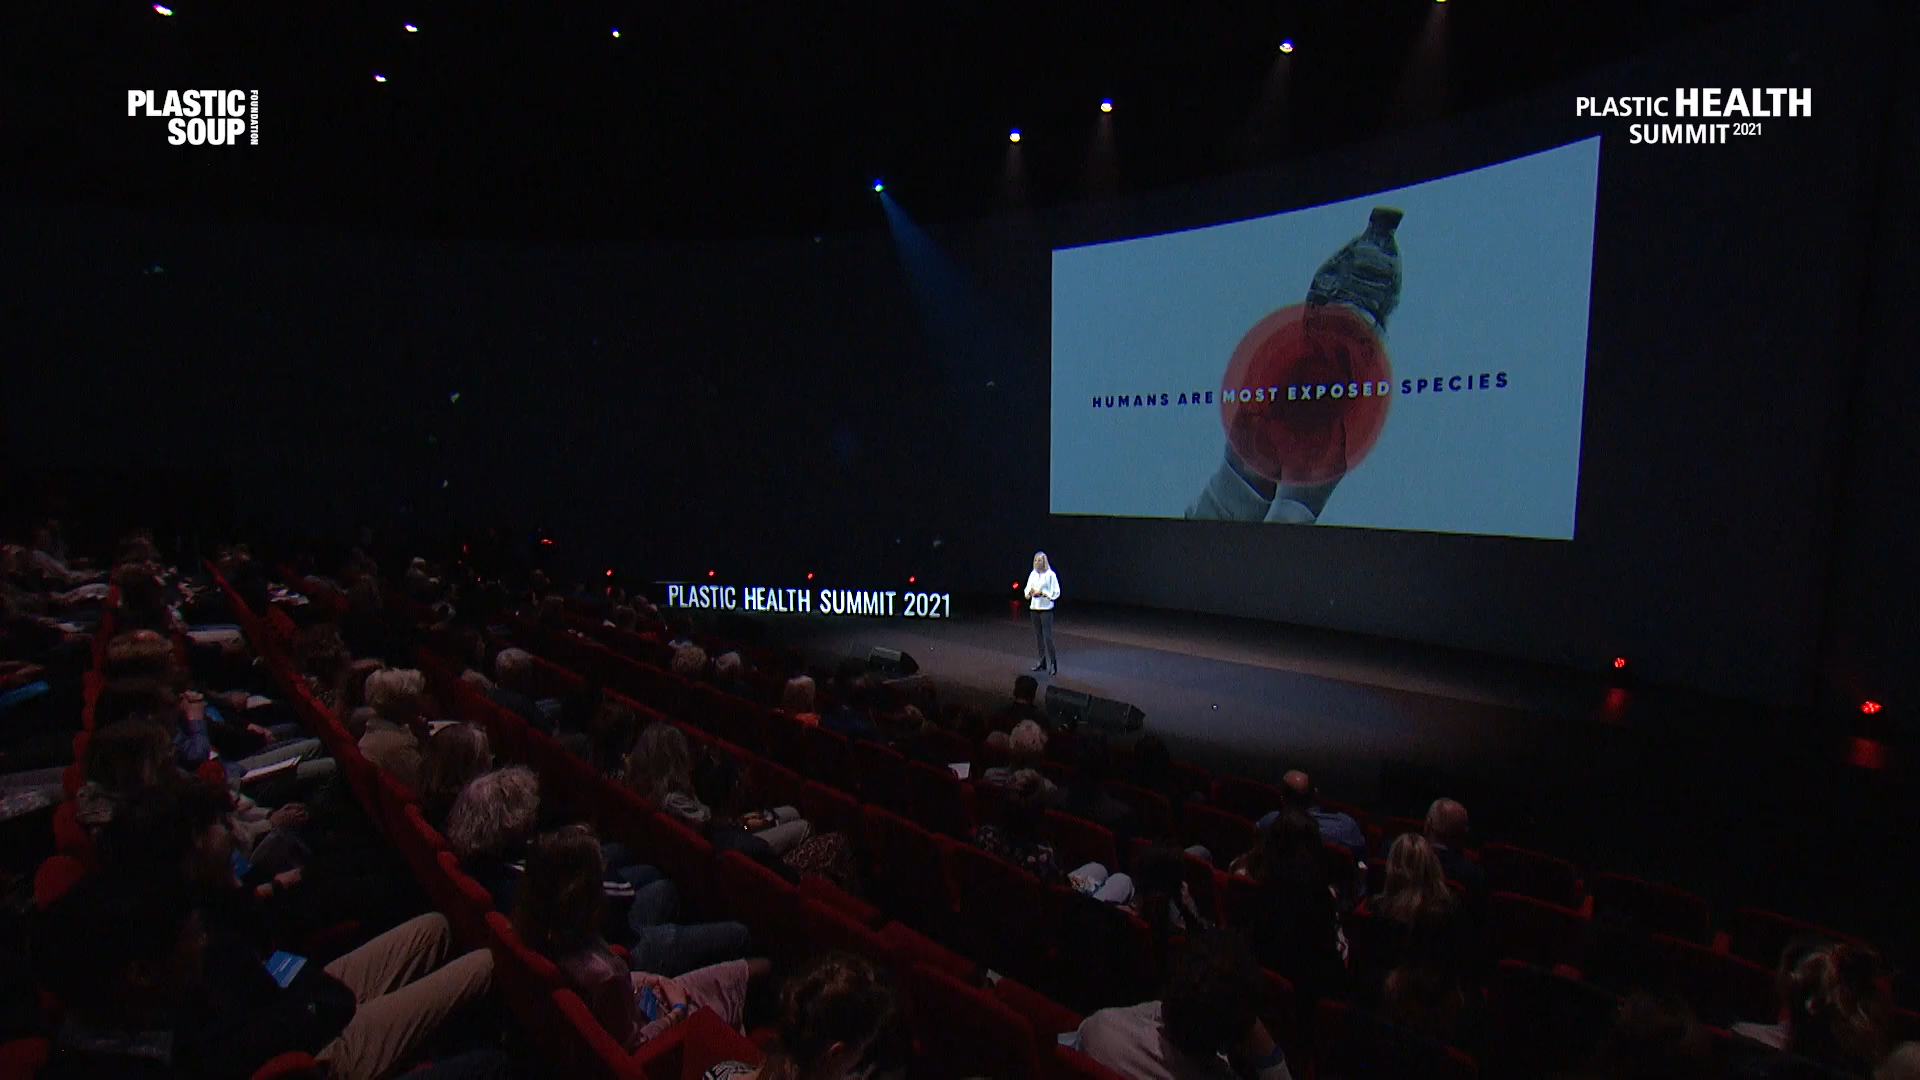 PLASTIC
SOUP
FOUNDATION
PLASTIC HEALTH
SUMMIT 2021
HUMANS ARE MOST EXPOSED SPECIES
PLASTIC HEALTH SUMMIT 2021